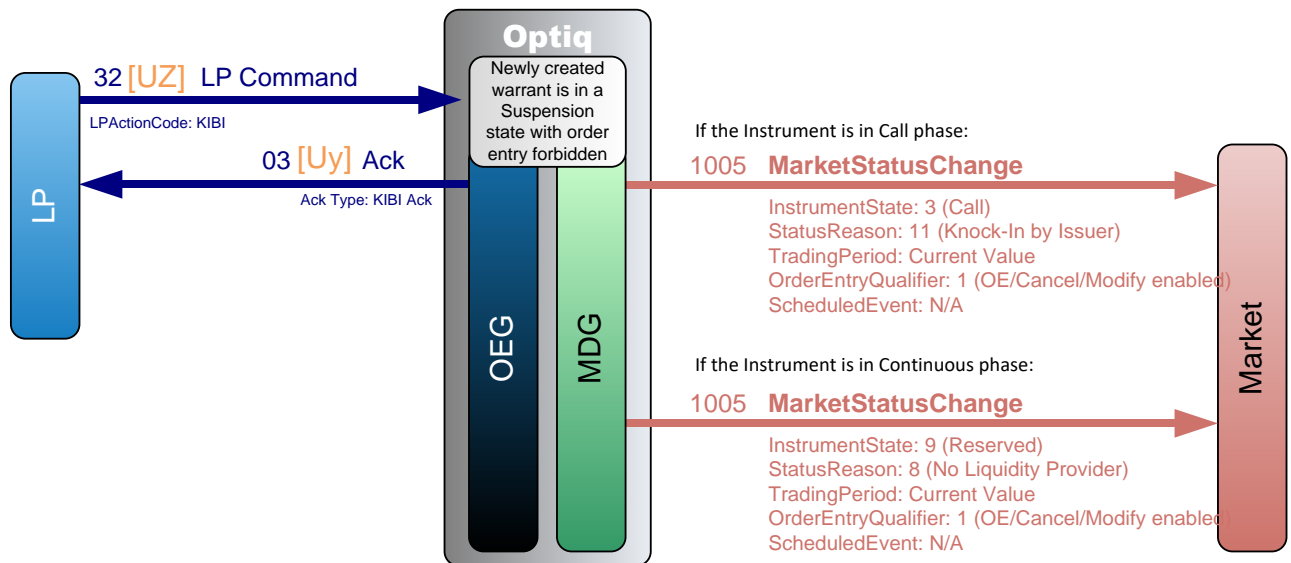 Optiq
Newly created
warrant is in a
Suspension
state with order
entry forbidden
32 [UZ] LP Command
LPActionCode: KIBI
03 [Uy] Ack
Ack Type: KIBI Ack
LP
OEG
MDG
If the Instrument is in Call phase:
1005 MarketStatusChange
InstrumentState: 3 (Call)
StatusReason: 11 (Knock-In by Issuer)
TradingPeriod: Current Value
OrderEntryQualifier: 1 (OE/Cancel/Modify enabled)
ScheduledEvent: N/A
If the Instrument is in Continuous phase:
1005 MarketStatusChange
InstrumentState: 9 (Reserved)
StatusReason: 8 (No Liquidity Provider)
TradingPeriod: Current Value
OrderEntryQualifier: 1 (OE/Cancel/Modify enabled)
ScheduledEvent: N/A
Market